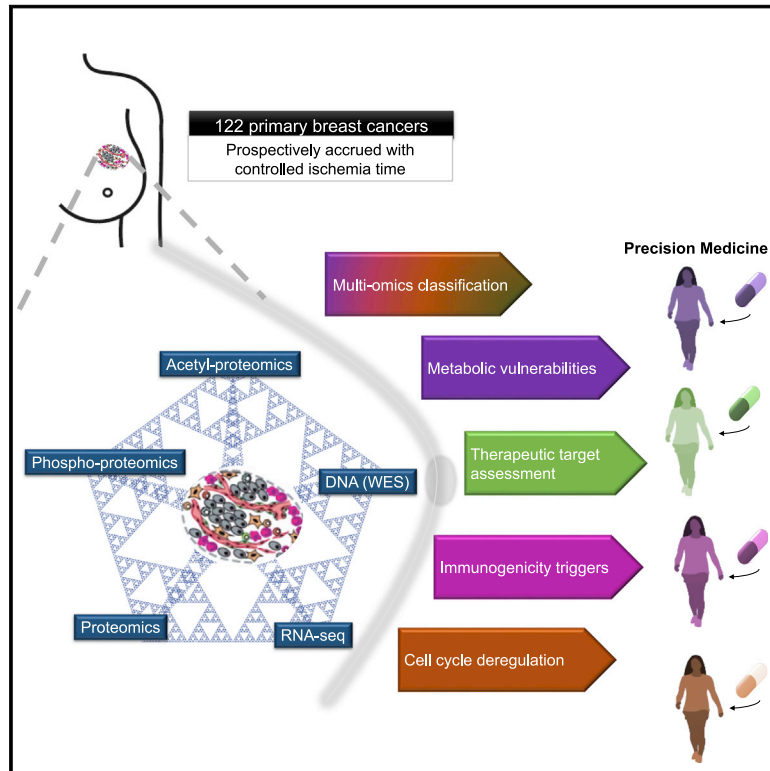 122 primary breast cancers
Prospectively accrued with
controlled ischemia time
Precision Medicine
Multi-omics classification
Metabolic vulnerabilities
Acetyl-proteomics
Therapeutic target
assessment
Phospho-proteomics
DNA (WES)
Immunogenicity triggers
Proteomics
RNA-seq
Cell cycle deregulation